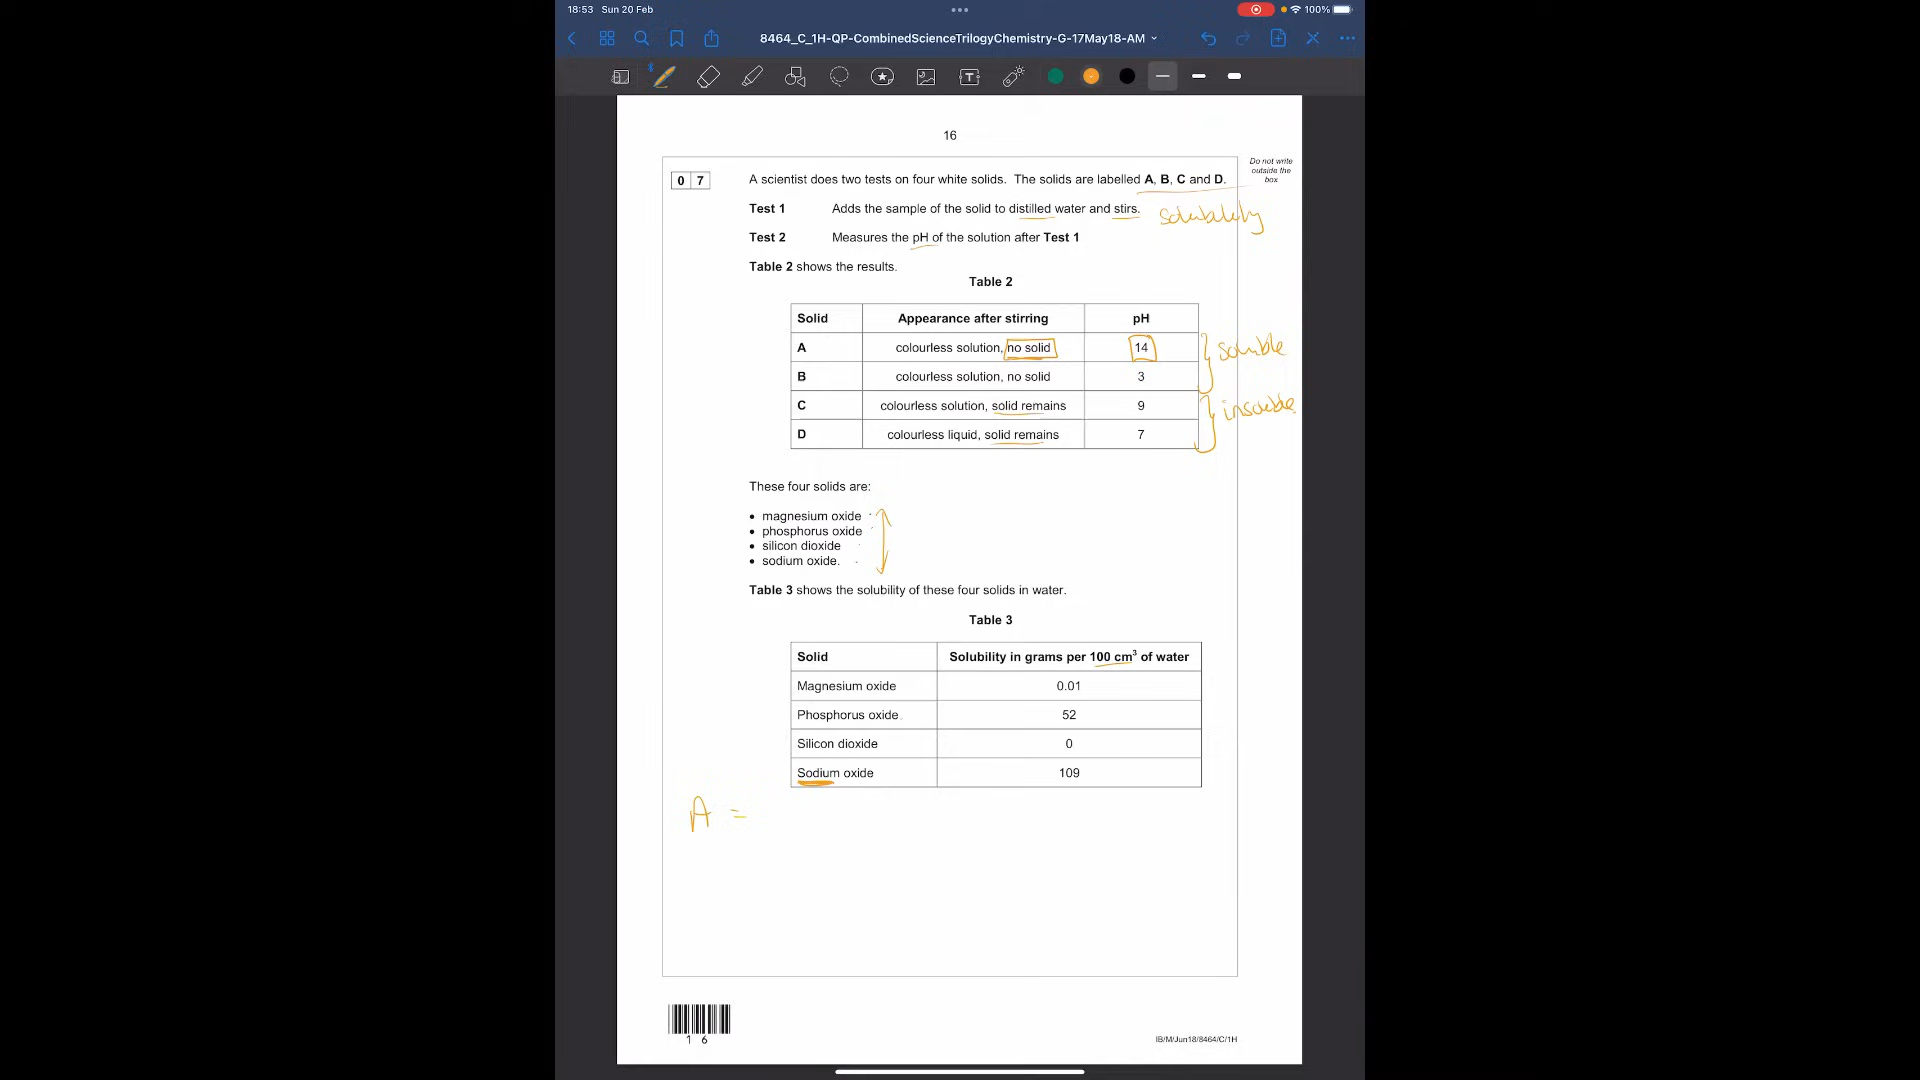 18:53 Sun 20 Feb
100%
8464_C_1H-QP-CombinedScienceTrilogyChemistry-G-17May18-AM
16
Do not write
outside the
box
0 7 A scientist does two tests on four white solids. The solids are labelled A, B, C and D.
Test 1 Adds the sample of the solid to distilled water and stirs.
solubility
Test 2 Measures the pH of the solution after Test 1
Table 2 shows the results.
Table 2
Solid Appearance after stirring pH
A colourless solution, no solid 14
soluble
B colourless solution, no solid 3
C colourless solution, solid remains 9
D colourless liquid, solid remains 7
These four solids are:
• magnesium oxide
• phosphorus oxide
• silicon dioxide
• sodium oxide.
Table 3 shows the solubility of these four solids in water.
Table 3
Solid Solubility in grams per 100 cm³ of water
Magnesium oxide 0.01
Phosphorus oxide 52
Silicon dioxide 0
Sodium oxide 109
A =
1 6
IB/M/Jun18/8464/C/1H